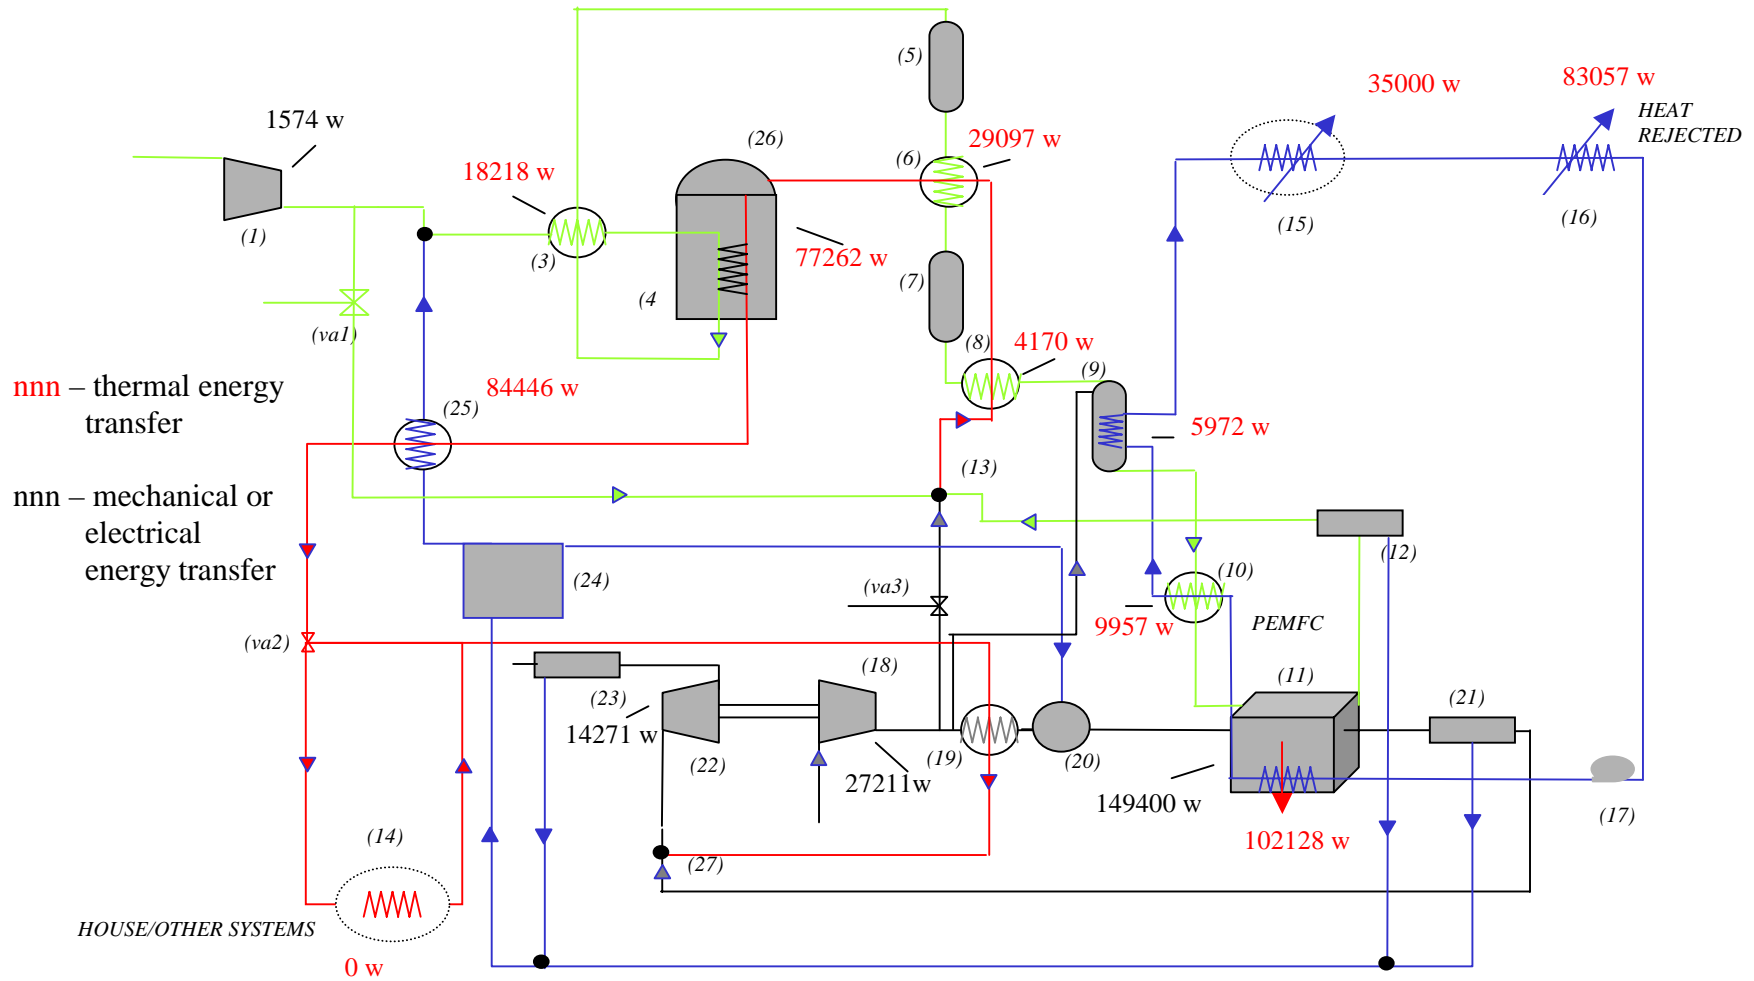 (5)
35000 w
83057 w
HEAT
REJECTED
1574 w
(26)
(6)
29097 w
18218 w
(1)
(3)
77262 w
(15)
(16)
(4
(7)
(va1)
(8)
4170 w
(9)
nnn – thermal energy
transfer
84446 w
(25)
5972 w
(13)
nnn – mechanical or
electrical
energy transfer
(12)
(24)
(va3)
(10)
9957 w
PEMFC
(va2)
(18)
(11)
(23)
14271 w
(22)
(19)
(20)
(21)
27211w
149400 w
(17)
(14)
(27)
102128 w
HOUSE/OTHER SYSTEMS
0 w